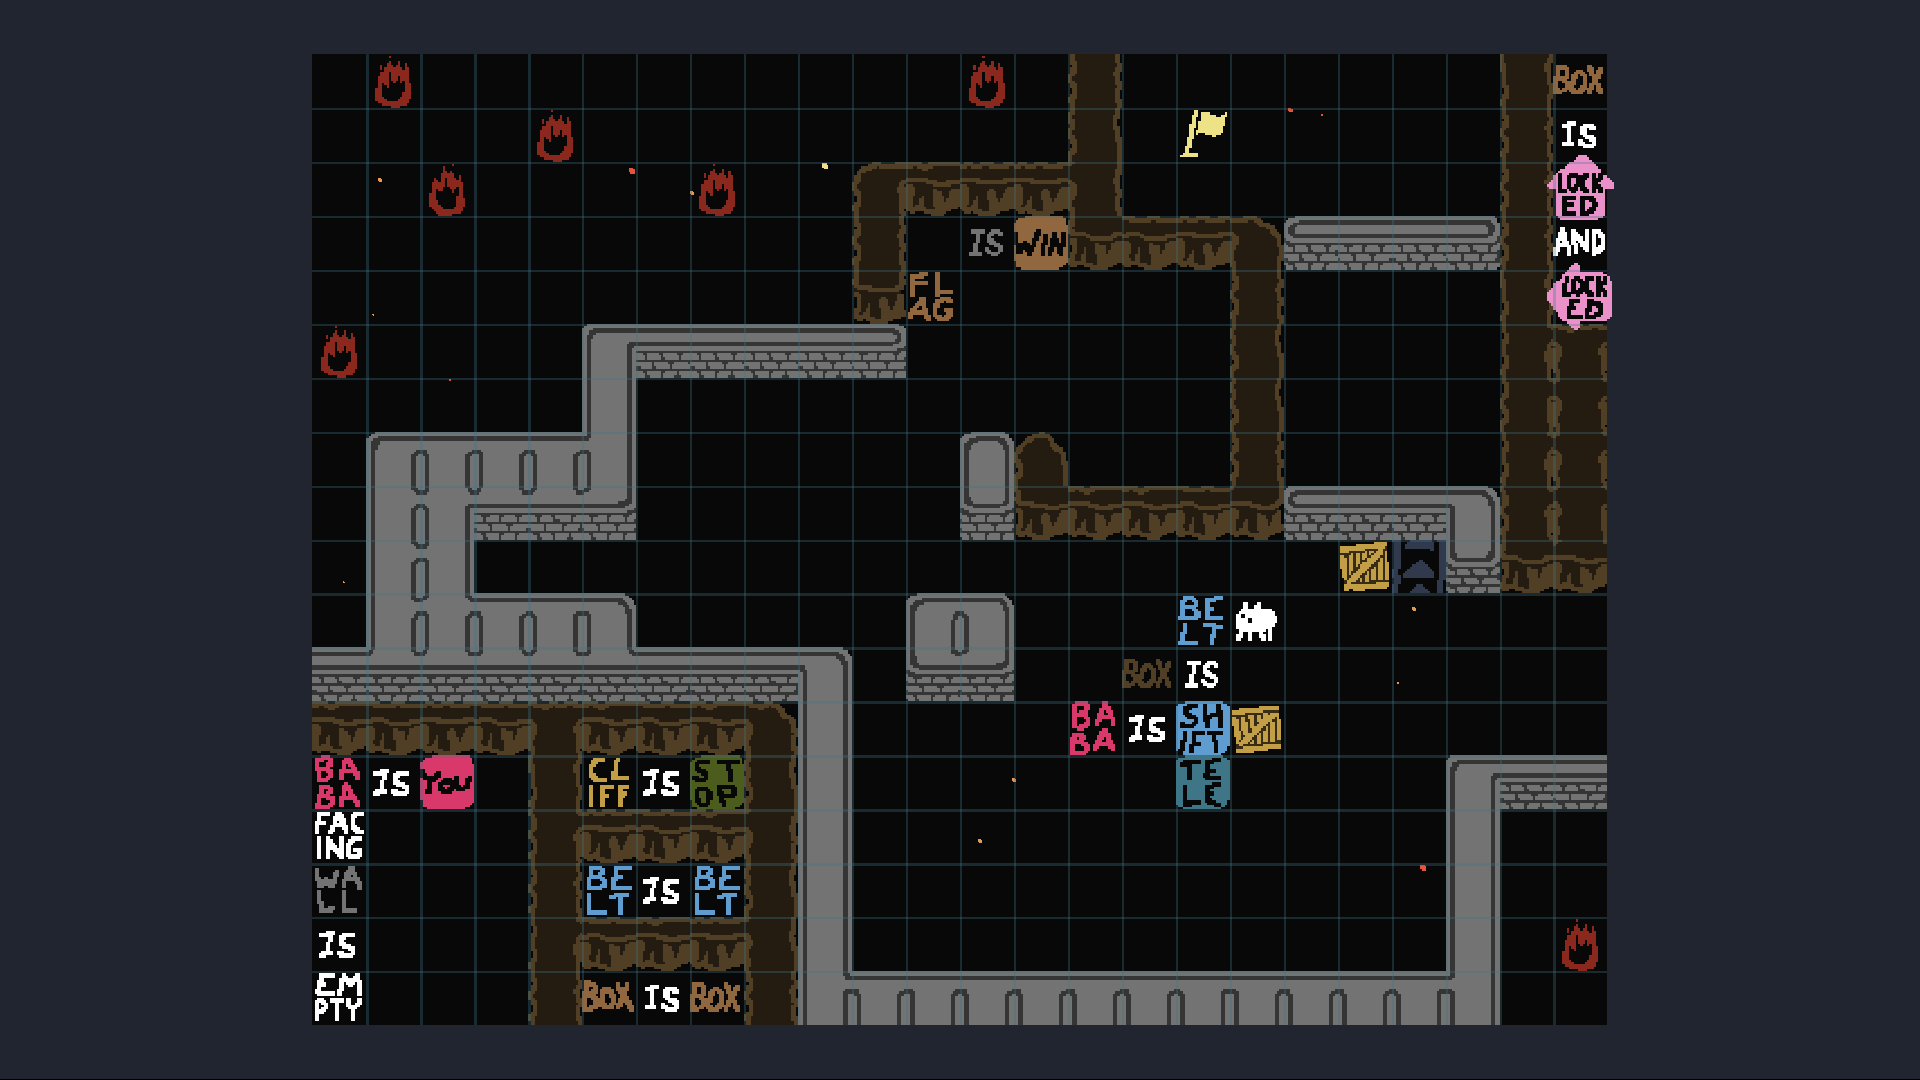 BOX
IS
LOCKED
AND
LOCKED
IS WIN
FLAG
BELT
BOX IS
BABA IS SHIFT
TELE
BABA IS YOU
FACING
WALL
IS
EMPTY
CLIFF IS STOP
BELT IS BELT
BOX IS BOX